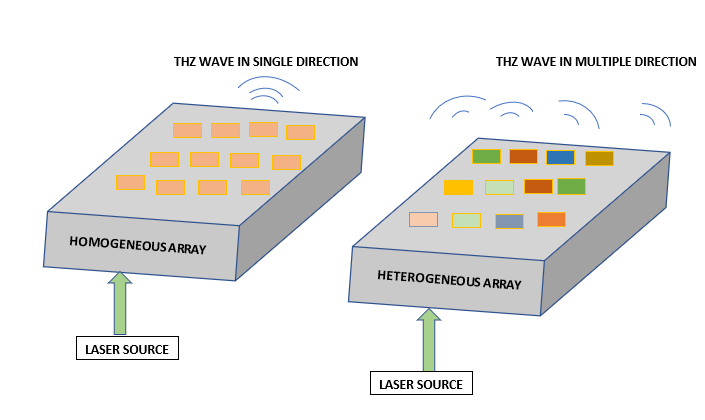 THZ WAVE IN SINGLE DIRECTION
THZ WAVE IN MULTIPLE DIRECTION
HOMOGENEOUS ARRAY
HETEROGENEOUS ARRAY
LASER SOURCE
LASER SOURCE